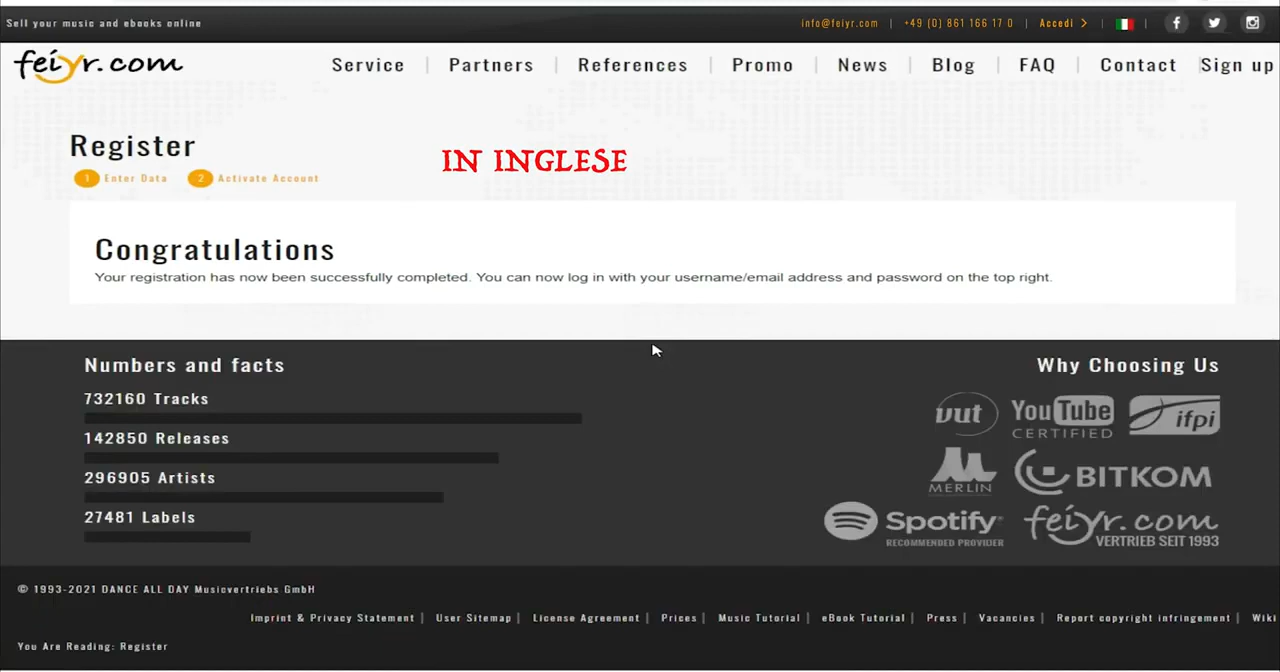 Sell your music and ebooks online
info@feiyr.com | +49 (0) 861 166 17 0 | Accedi > | |
feiyr.com
Service | Partners | References | Promo | News | Blog | FAQ | Contact | Sign up
Register
IN INGLESE
1 Enter Data 2 Activate Account
Congratulations
Your registration has now been successfully completed. You can now log in with your username/email address and password on the top right.
Numbers and facts
732160 Tracks
142850 Releases
296905 Artists
27481 Labels
Why Choosing Us
vut YouTube CERTIFIED ifpi
MERLIN BITKOM
Spotify RECOMMENDED PROVIDER feiyr.com VERTRIEB SEIT 1993
© 1993-2021 DANCE ALL DAY Musicvertriebs GmbH
Imprint & Privacy Statement | User Sitemap | License Agreement | Prices | Music Tutorial | eBook Tutorial | Press | Vacancies | Report copyright infringement | Wiki
You Are Reading: Register